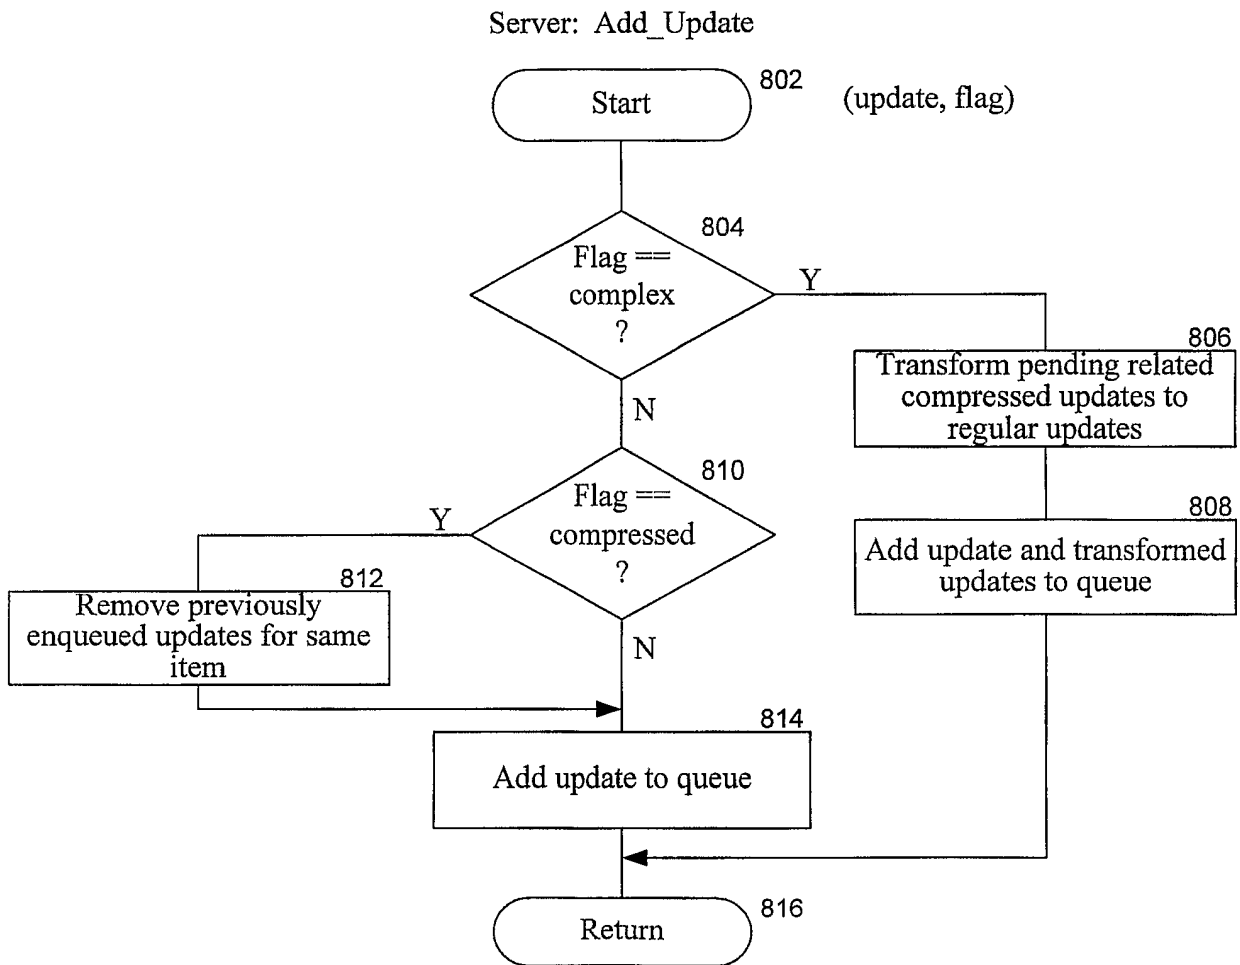 Server: Add_Update
802
Start
(update, flag)
804
Flag ==
complex
?
Y
806
Transform pending related
compressed updates to
regular updates
N
810
Flag ==
compressed
?
Y
808
Add update and transformed
updates to queue
812
Remove previously
enqueued updates for same
item
N
814
Add update to queue
Return
816